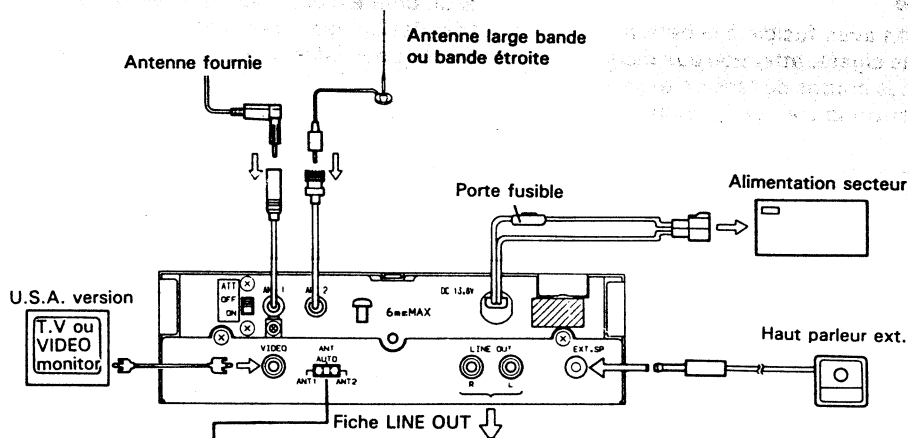 Antenne large bande
ou bande étroite
Antenne fournie
Porte fusible
Alimentation secteur
ATT
OFF
ON
ANT 1
ANT 2
6mmMAX
DC 13.8V
U.S.A. version
T.V ou
VIDEO
monitor
VIDEO
ANT
AUTO
ANT1
ANT2
LINE OUT
R
L
EXT.SP
Haut parleur ext.
Fiche LINE OUT